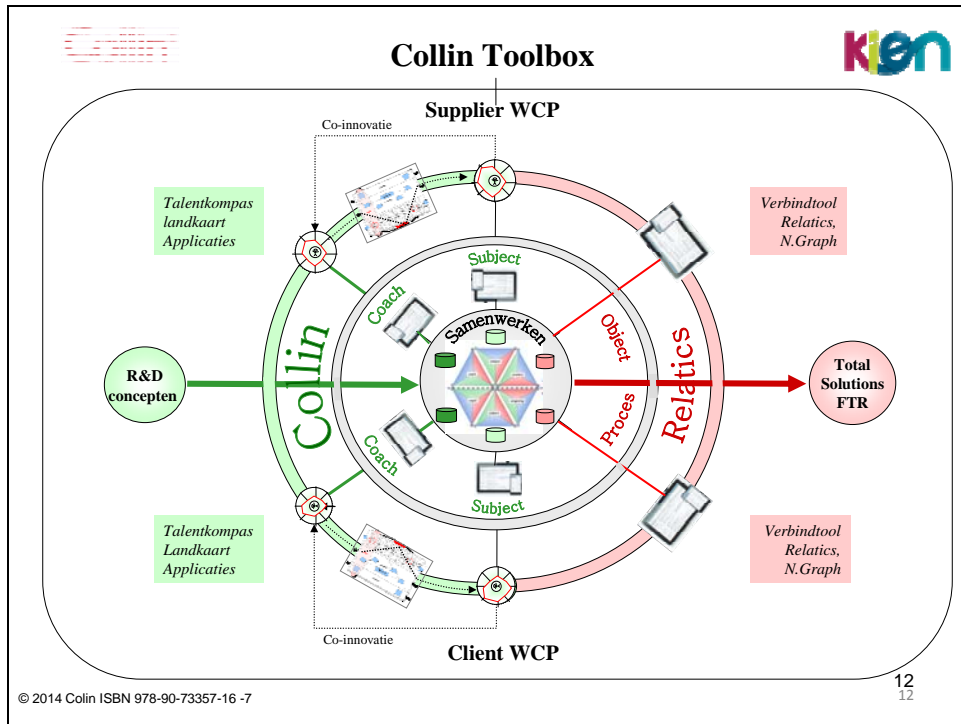 Collin
Kien
Collin Toolbox
Supplier WCP
Co-innovatie
Talentkompas
landkaart
Applicaties
Verbindtool
Relatics,
N.Graph
Subject
Coach
Samenwerken
Object
Collin
Relatics
R&D
concepten
Total
Solutions
FTR
Proces
Coach
Subject
Talentkompas
Landkaart
Applicaties
Verbindtool
Relatics,
N.Graph
Co-innovatie
Client WCP
12
12
© 2014 Colin ISBN 978-90-73357-16 -7